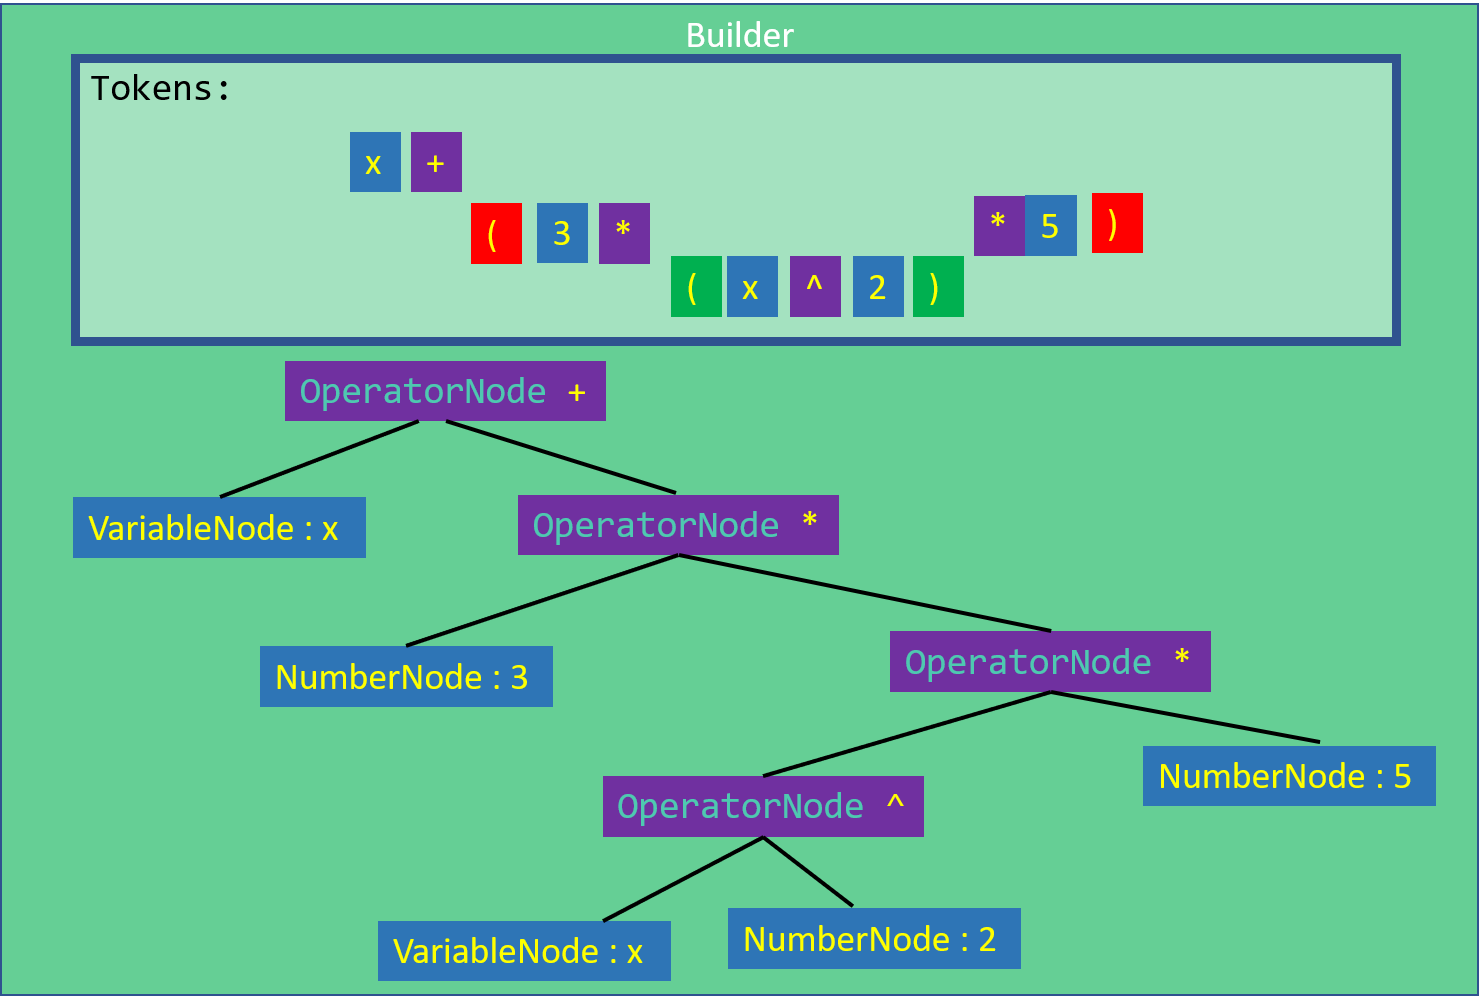 Builder
Tokens:
x +
( 3 *
* 5 )
( x ^ 2 )
OperatorNode +
VariableNode : x
OperatorNode *
NumberNode : 3
OperatorNode *
NumberNode : 5
OperatorNode ^
VariableNode : x
NumberNode : 2